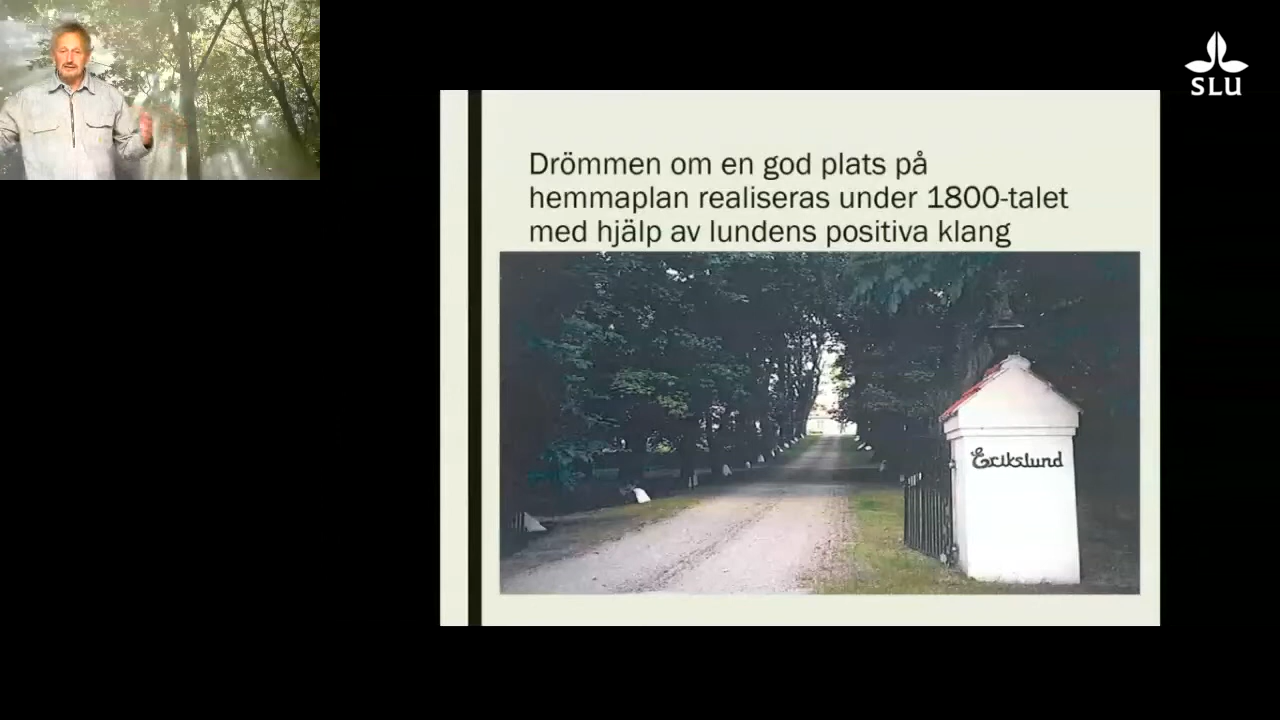 SLU
Drömmen om en god plats på
hemmaplan realiseras under 1800-talet
med hjälp av lundens positiva klang
Erikslund